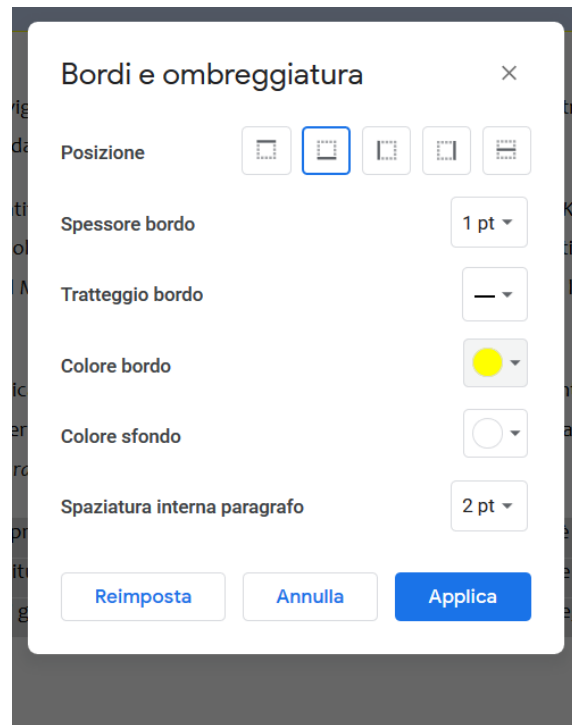 Bordi e ombreggiatura
Posizione
Spessore bordo
1 pt
Tratteggio bordo
Colore bordo
Colore sfondo
Spaziatura interna paragrafo
2 pt
Reimposta
Annulla
Applica